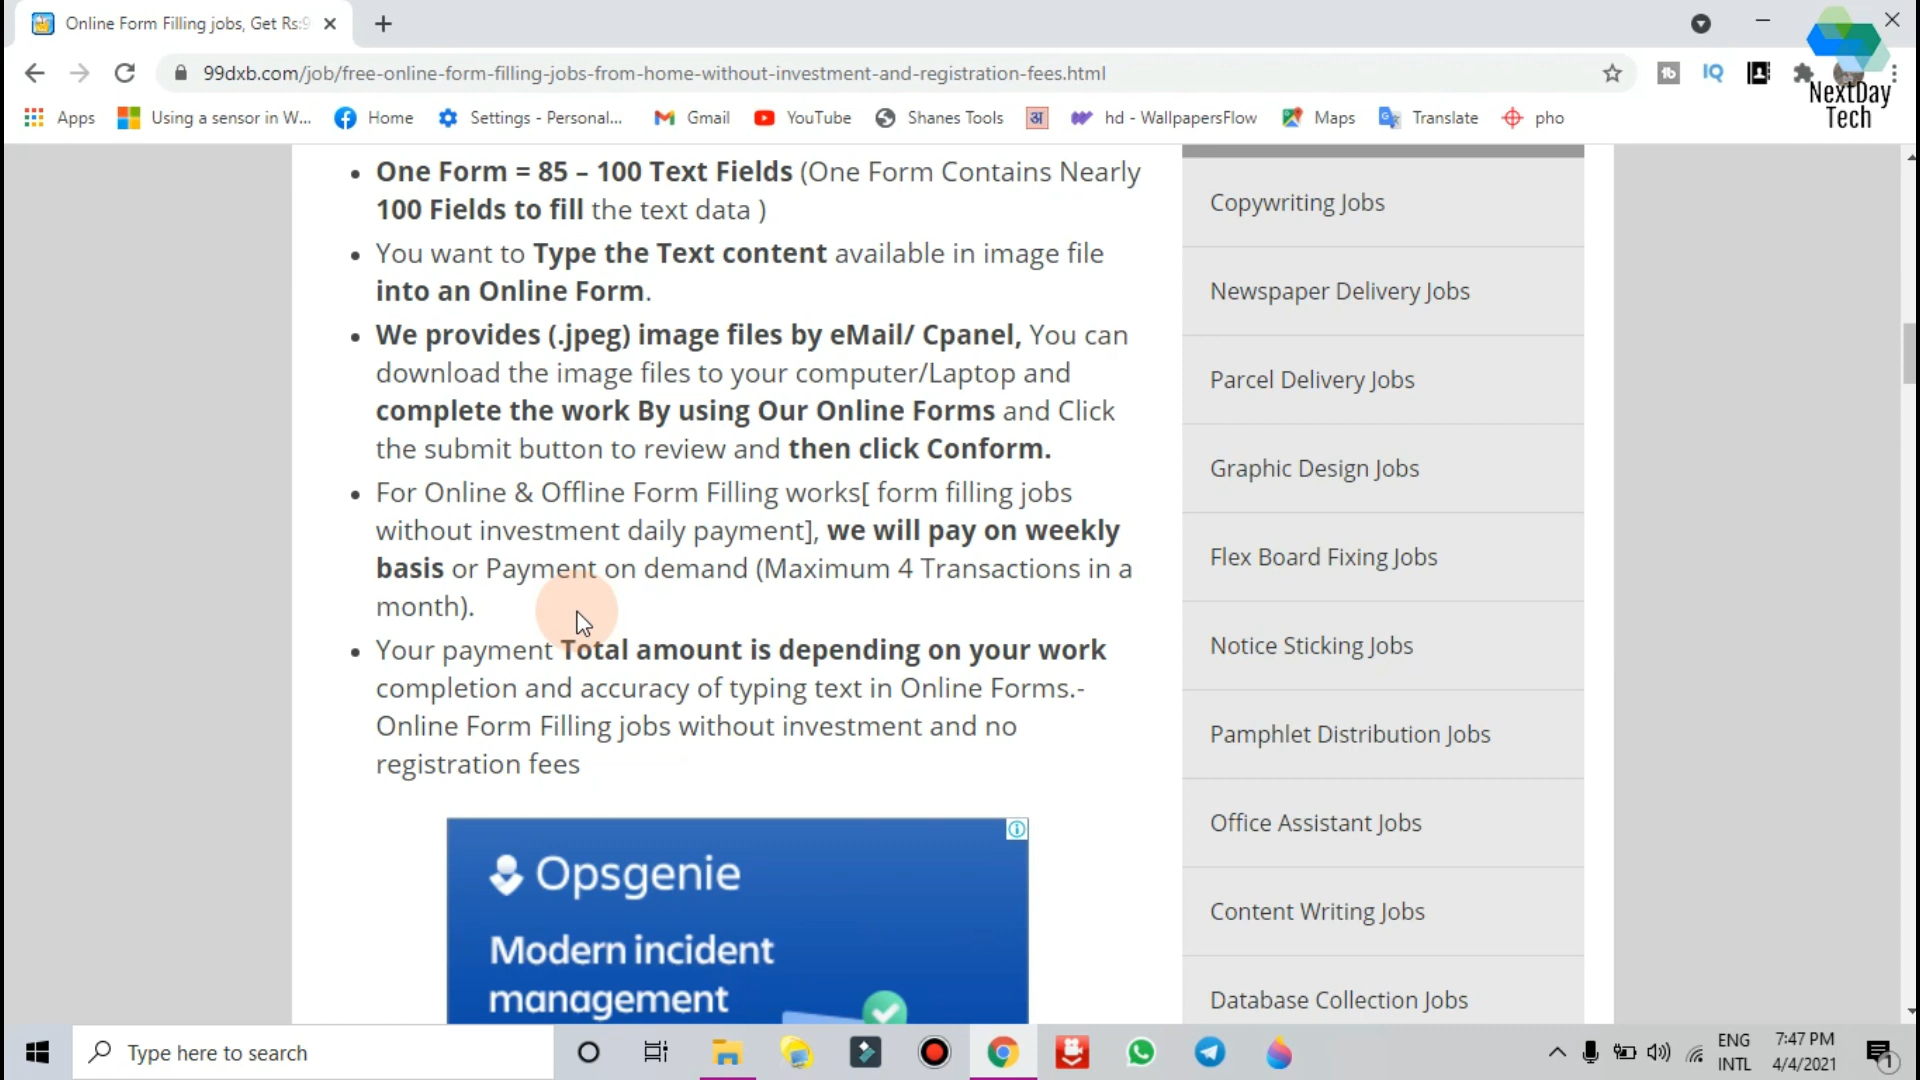 Online Form Filling jobs, Get Rs:9
99dxb.com/job/free-online-form-filling-jobs-from-home-without-investment-and-registration-fees.html
NextDay
Tech
Apps
Using a sensor in W...
Home
Settings - Personal...
Gmail
YouTube
Shanes Tools
अ
hd - WallpapersFlow
Maps
Translate
pho
• One Form = 85 – 100 Text Fields (One Form Contains Nearly
100 Fields to fill the text data )
• You want to Type the Text content available in image file
into an Online Form.
• We provides (.jpeg) image files by eMail/ Cpanel, You can
download the image files to your computer/Laptop and
complete the work By using Our Online Forms and Click
the submit button to review and then click Conform.
• For Online & Offline Form Filling works[ form filling jobs
without investment daily payment], we will pay on weekly
basis or Payment on demand (Maximum 4 Transactions in a
month).
• Your payment Total amount is depending on your work
completion and accuracy of typing text in Online Forms.-
Online Form Filling jobs without investment and no
registration fees
Opsgenie
Modern incident
management
Copywriting Jobs
Newspaper Delivery Jobs
Parcel Delivery Jobs
Graphic Design Jobs
Flex Board Fixing Jobs
Notice Sticking Jobs
Pamphlet Distribution Jobs
Office Assistant Jobs
Content Writing Jobs
Database Collection Jobs
Type here to search
ENG
INTL
7:47 PM
4/4/2021
1